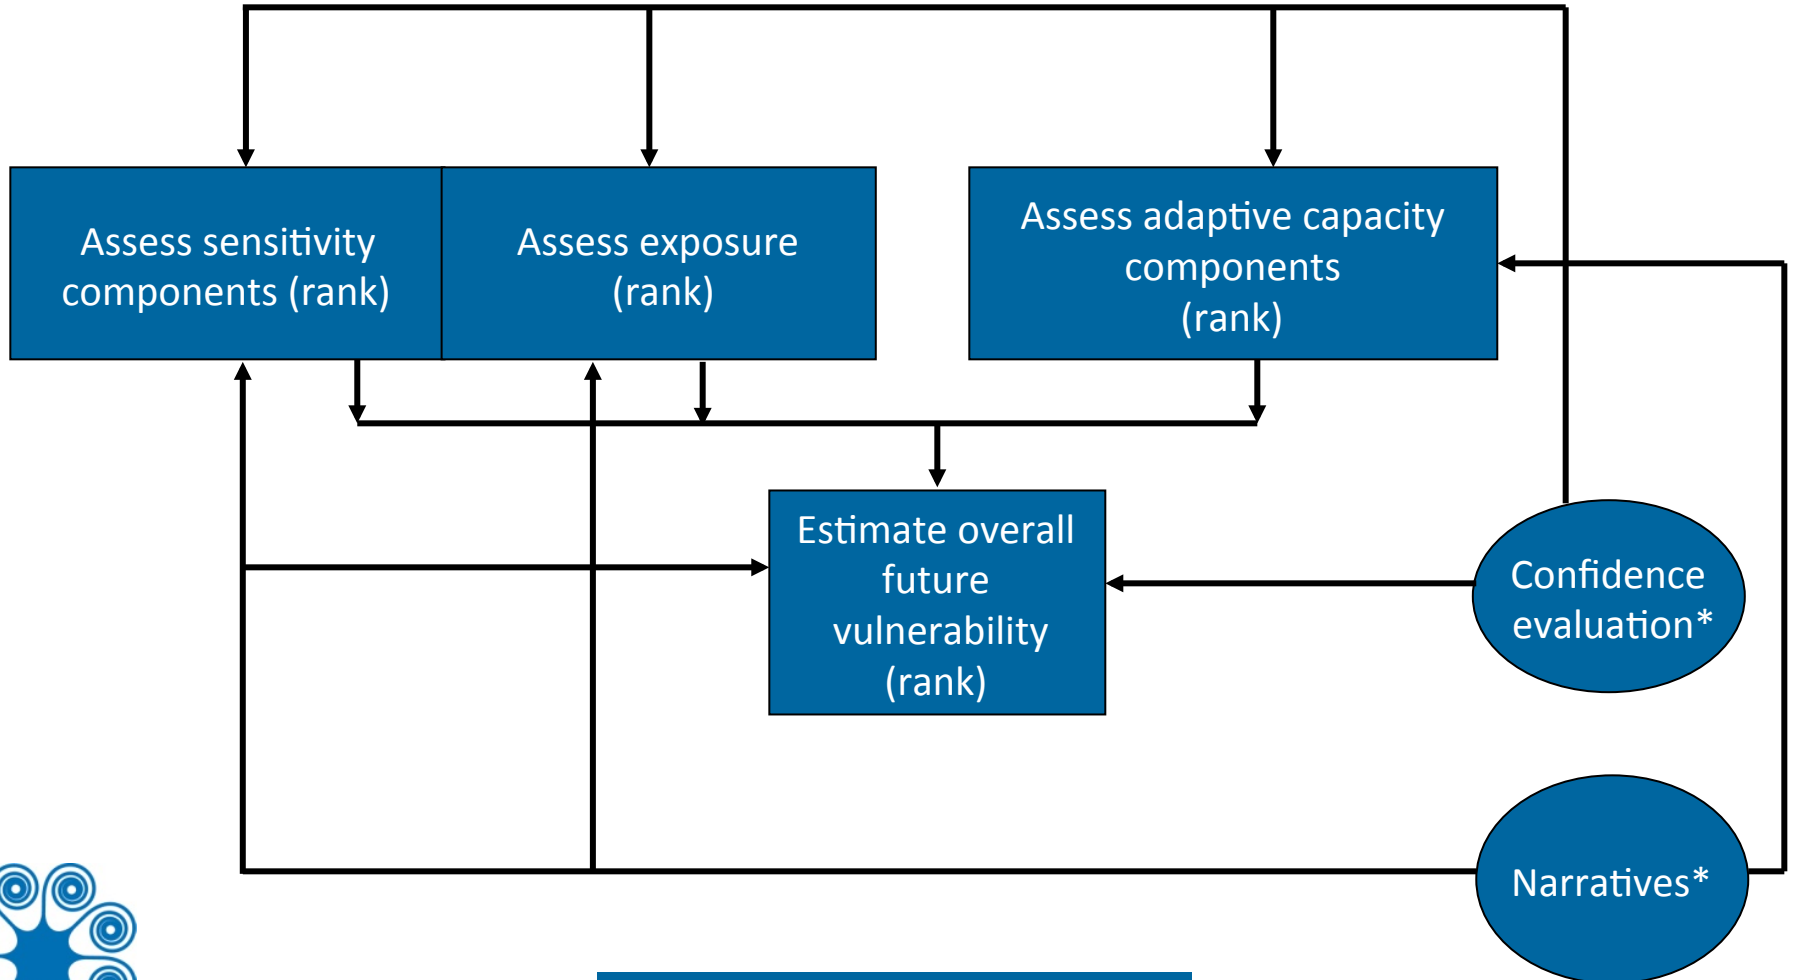 Assess sensitivity
components (rank)
Assess exposure
(rank)
Assess adaptive capacity
components
(rank)
Estimate overall
future
vulnerability
(rank)
Confidence
evaluation*
Narratives*